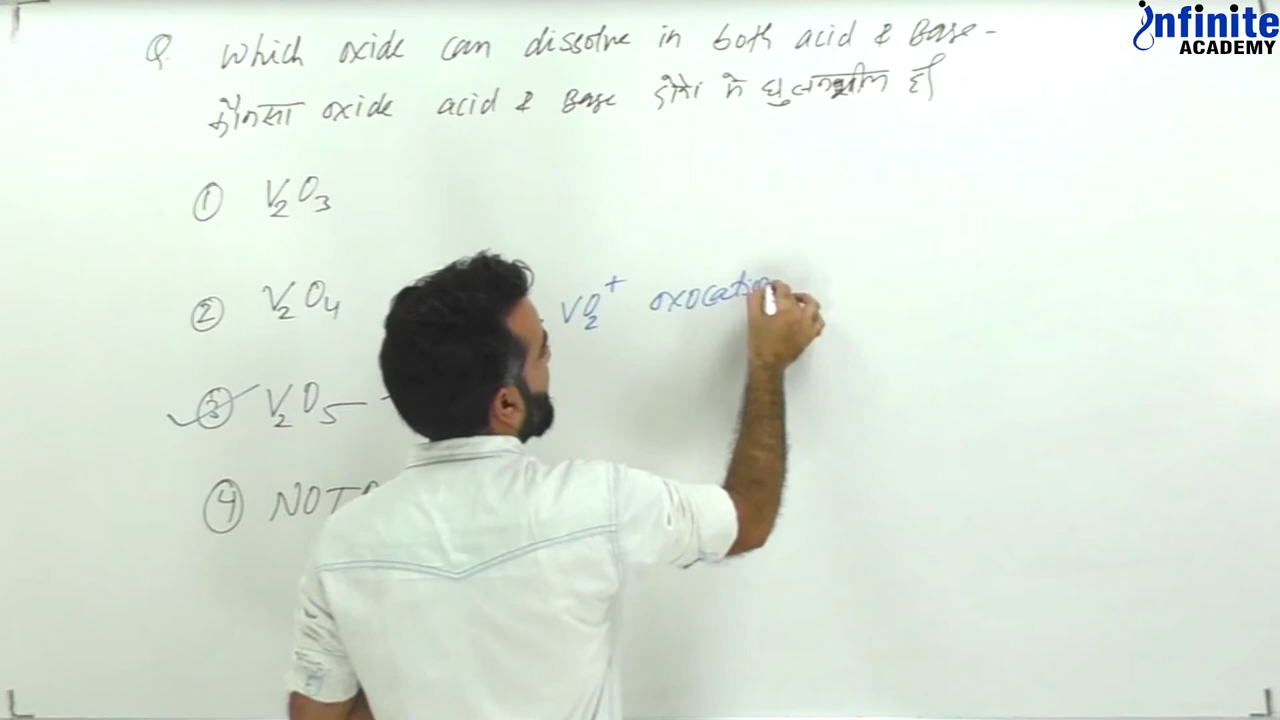 Infinite
ACADEMY
Q. Which oxide can dissolve in both acid & Base -
कौनसा oxide acid & Base दोनो मे घुलनशील है।
① V2O3
② V2O4
VO2+ oxocation
③ V2O5 -
④ NOT